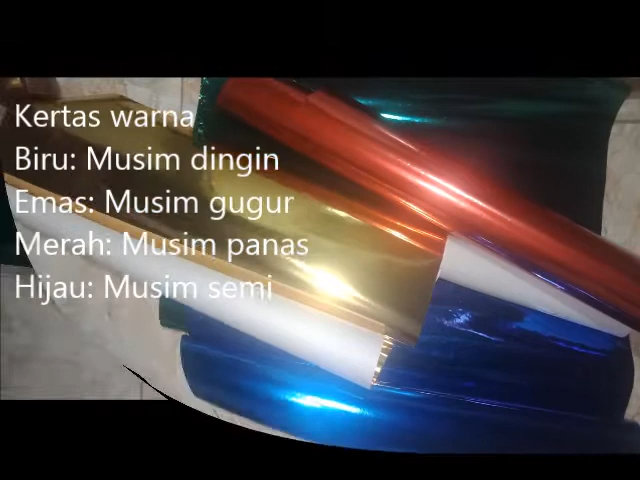 Kertas warna
Biru: Musim dingin
Emas: Musim gugur
Merah: Musim panas
Hijau: Musim semi